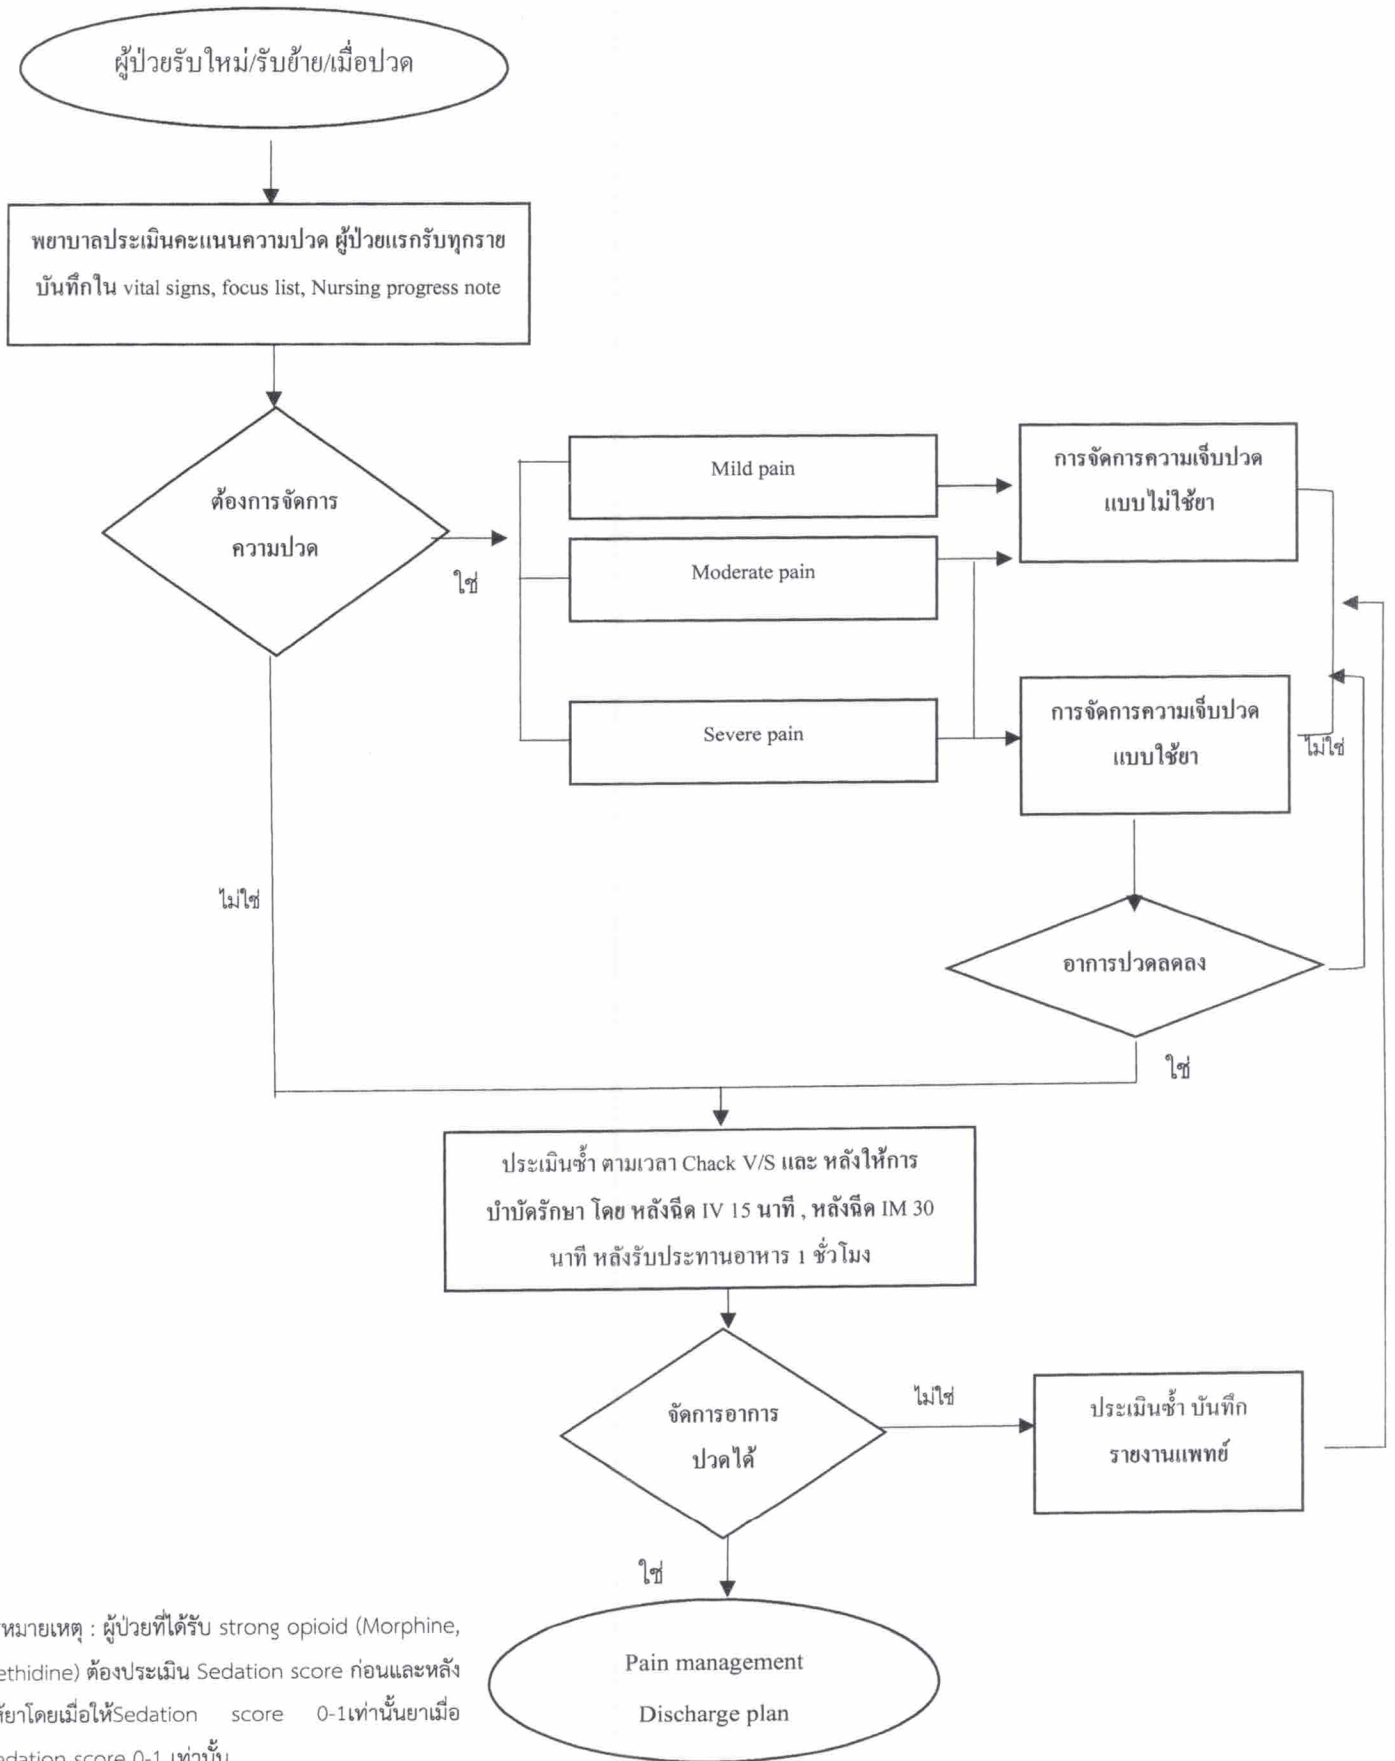 ผู้ป่วยรับใหม่/รับย้าย/เมื่อปวด
พยาบาลประเมินคะแนนความปวด ผู้ป่วยแรกรับทุกราย
บันทึกใน vital signs, focus list, Nursing progress note
ต้องการจัดการ
ความปวด
ใช่
Mild pain
Moderate pain
Severe pain
การจัดการความเจ็บปวด
แบบไม่ใช้ยา
การจัดการความเจ็บปวด
แบบใช้ยา
ไม่ใช่
ไม่ใช่
อาการปวดลดลง
ใช่
ประเมินซ้ำ ตามเวลา Chack V/S และ หลังให้การ
บำบัดรักษา โดย หลังฉีด IV 15 นาที , หลังฉีด IM 30
นาที หลังรับประทานอาหาร 1 ชั่วโมง
จัดการอาการ
ปวดได้
ไม่ใช่
ประเมินซ้ำ บันทึก
รายงานแพทย์
ใช่
Pain management
Discharge plan
หมายเหตุ : ผู้ป่วยที่ได้รับ strong opioid (Morphine,
ethidine) ต้องประเมิน Sedation score ก่อนและหลัง
ห้ยาโดยเมื่อให้Sedation score 0-1เท่านั้นยาเมื่อ
edation score 0-1 เท่านั้น